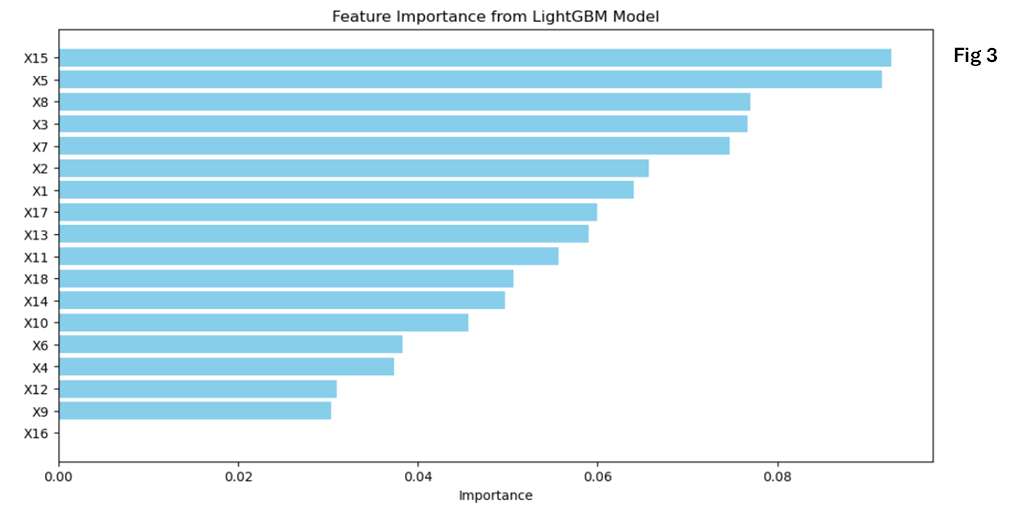 Feature Importance from LightGBM Model
Fig 3
X15
X5
X8
X3
X7
X2
X1
X17
X13
X11
X18
X14
X10
X6
X4
X12
X9
X16
0.00 0.02 0.04 0.06 0.08
Importance